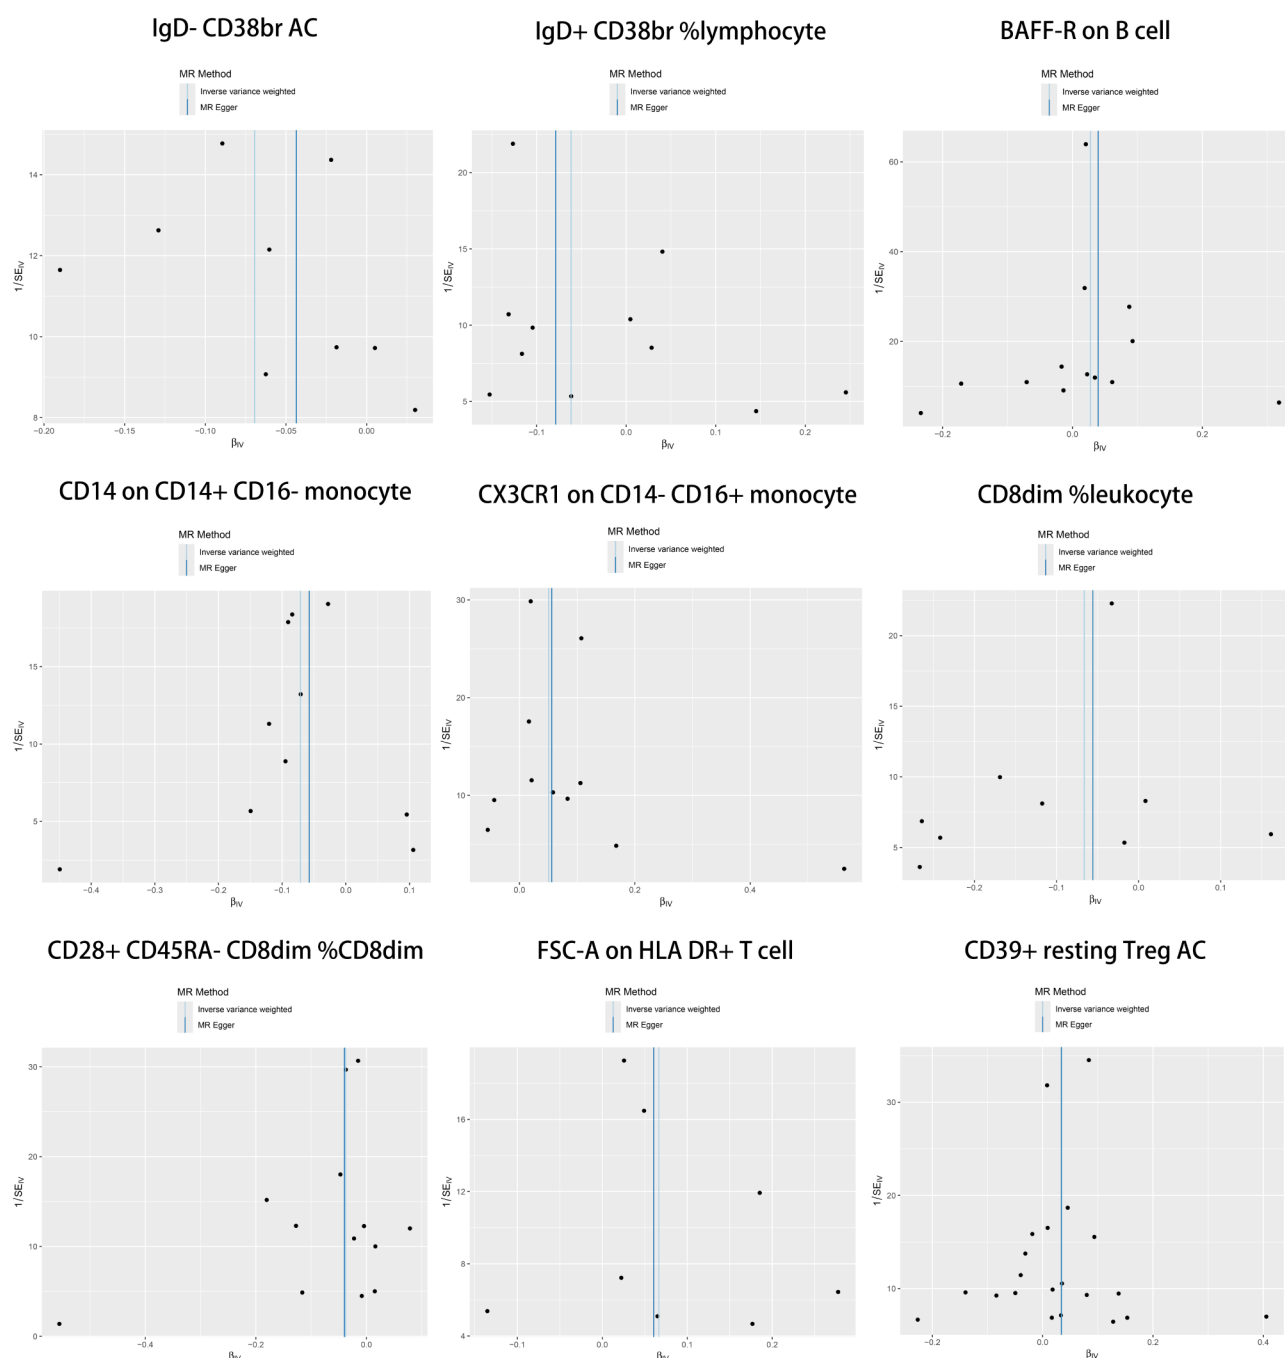 IgD- CD38br AC
MR Method
Inverse variance weighted
MR Egger
14
12
10
8
1/SEIV
−0.20
−0.15
−0.10
−0.05
0.00
βIV
IgD+ CD38br %lymphocyte
MR Method
Inverse variance weighted
MR Egger
20
15
10
5
1/SEIV
−0.1
0.0
0.1
0.2
βIV
BAFF-R on B cell
MR Method
Inverse variance weighted
MR Egger
60
40
20
1/SEIV
−0.2
0.0
0.2
βIV
CD14 on CD14+ CD16- monocyte
MR Method
Inverse variance weighted
MR Egger
15
10
5
1/SEIV
−0.4
−0.3
−0.2
−0.1
0.0
0.1
βIV
CX3CR1 on CD14- CD16+ monocyte
MR Method
Inverse variance weighted
MR Egger
30
20
10
1/SEIV
0.0
0.2
0.4
βIV
CD8dim %leukocyte
MR Method
Inverse variance weighted
MR Egger
20
15
10
5
1/SEIV
−0.2
−0.1
0.0
0.1
βIV
CD28+ CD45RA- CD8dim %CD8dim
MR Method
Inverse variance weighted
MR Egger
30
20
10
0
1/SEIV
−0.4
−0.2
0.0
βIV
FSC-A on HLA DR+ T cell
MR Method
Inverse variance weighted
MR Egger
16
12
8
4
1/SEIV
−0.1
0.0
0.1
0.2
βIV
CD39+ resting Treg AC
MR Method
Inverse variance weighted
MR Egger
30
20
10
1/SEIV
−0.2
0.0
0.2
0.4
βIV